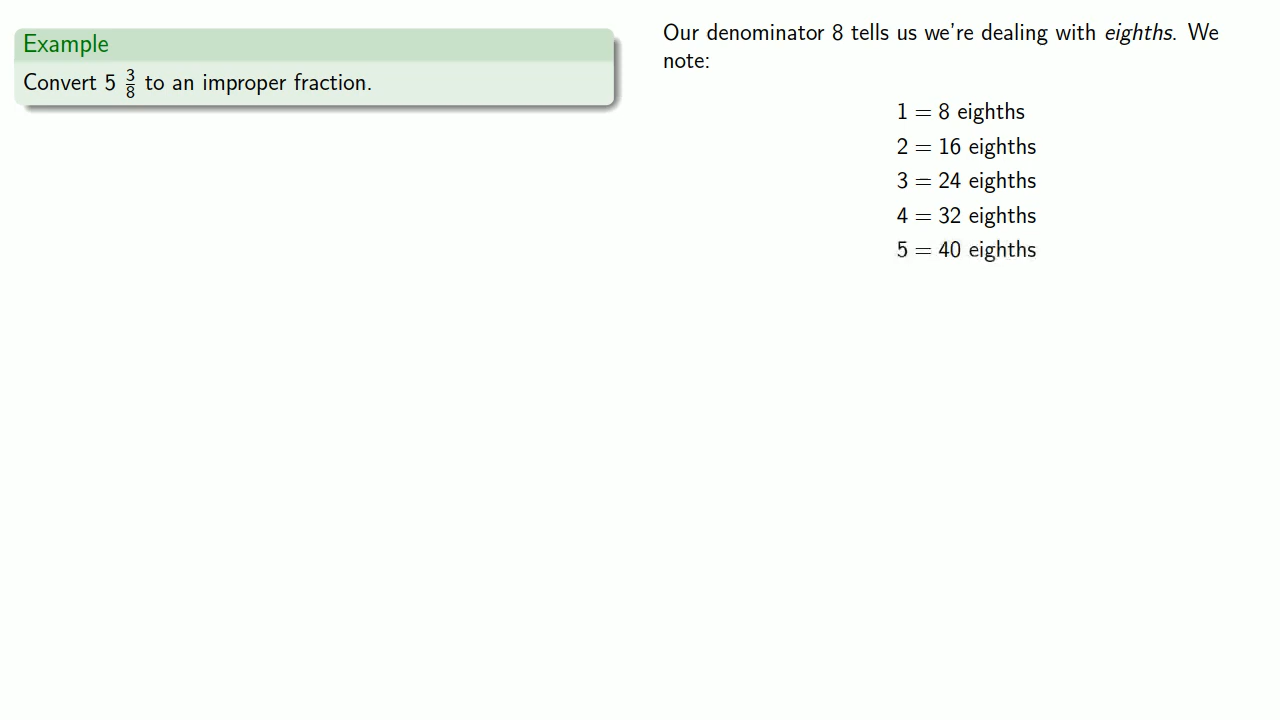 Example
Convert 5 3/8 to an improper fraction.
Our denominator 8 tells us we're dealing with eighths. We
note:
1 = 8 eighths
2 = 16 eighths
3 = 24 eighths
4 = 32 eighths
5 = 40 eighths